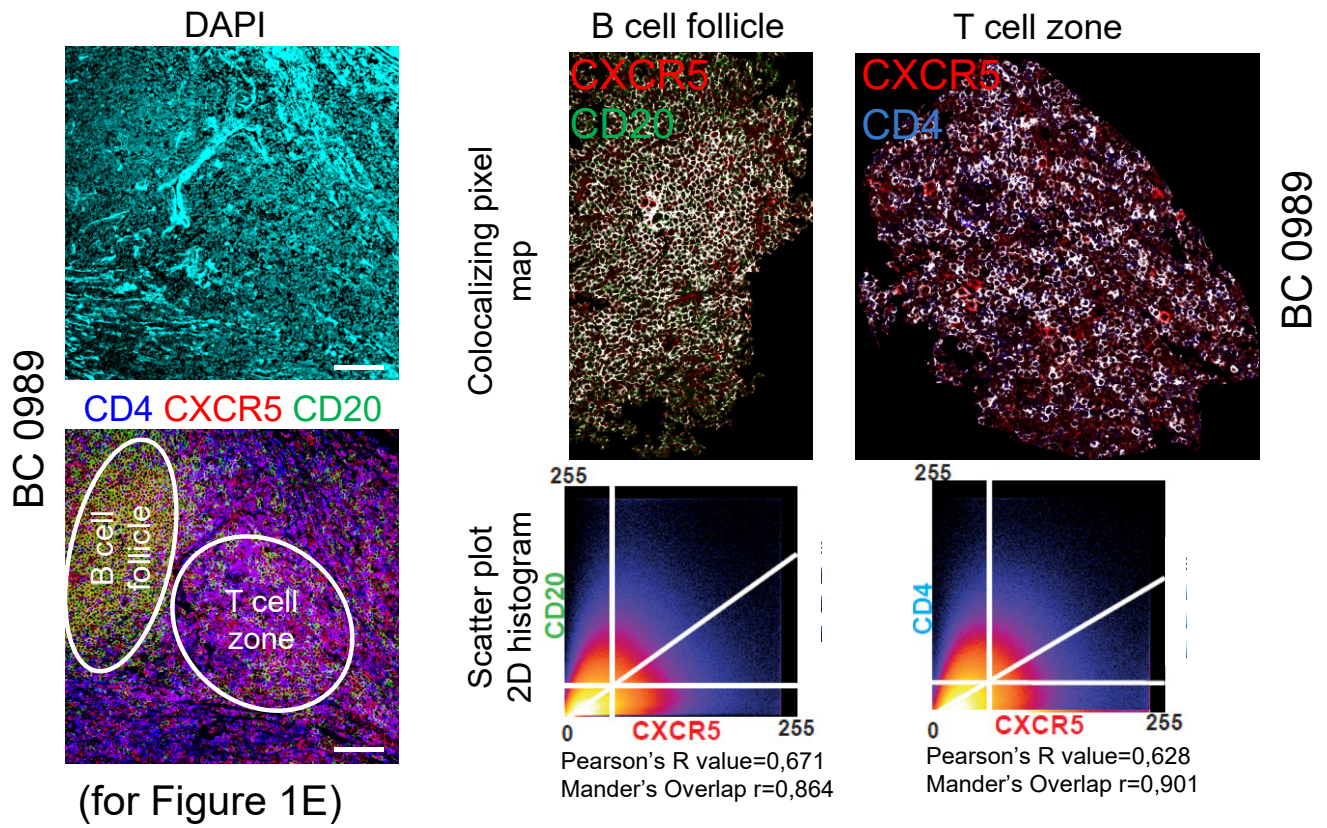 DAPI
BC 0989
CD4 CXCR5 CD20
B cell
follicle
T cell
zone
(for Figure 1E)
B cell follicle
T cell zone
Colocalizing pixel
map
CXCR5
CD20
CXCR5
CD4
BC 0989
Scatter plot
2D histogram
255
CD20
0
CXCR5
255
Pearson’s R value=0,671
Mander’s Overlap r=0,864
255
CD4
0
CXCR5
255
Pearson’s R value=0,628
Mander’s Overlap r=0,901